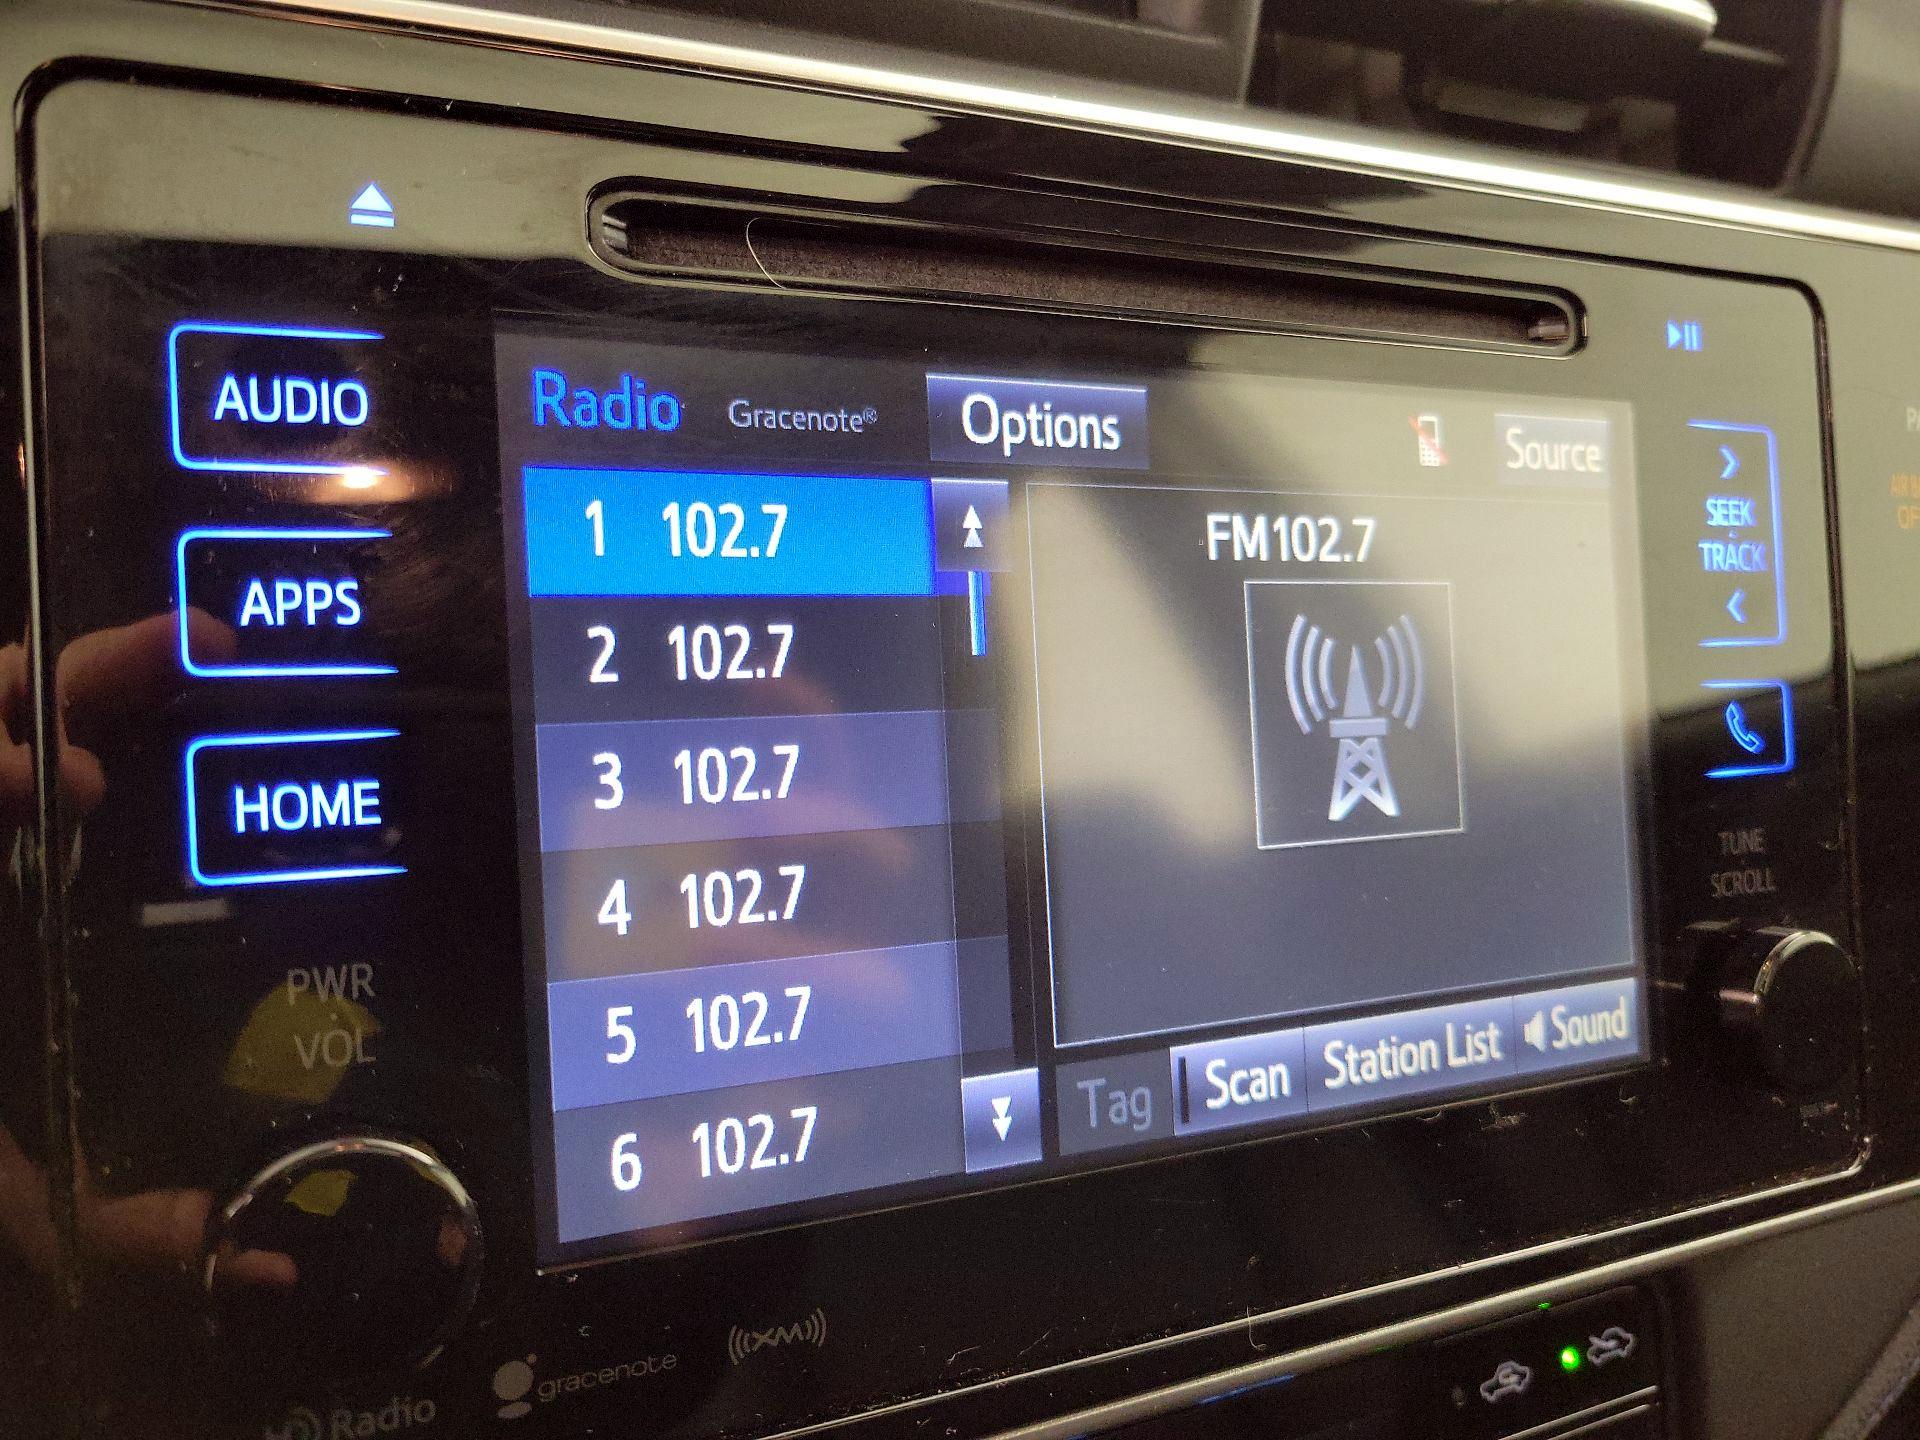 AUDIO
APPS
HOME
PWR
VOL
Radio Gracenote® Options Source
1 102.7
2 102.7
3 102.7
4 102.7
5 102.7
6 102.7
FM102.7
Tag Scan Station List Sound
SEEK
TRACK
TUNE
SCROLL
Radio gracenote ((XM))